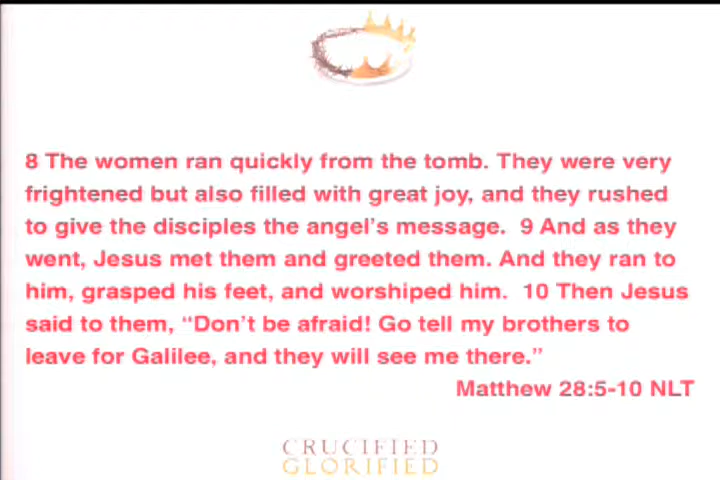 8 The women ran quickly from the tomb. They were very
frightened but also filled with great joy, and they rushed
to give the disciples the angel’s message.  9 And as they
went, Jesus met them and greeted them. And they ran to
him, grasped his feet, and worshiped him.  10 Then Jesus
said to them, “Don’t be afraid! Go tell my brothers to
leave for Galilee, and they will see me there.”
Matthew 28:5-10 NLT
CRUCIFIED
GLORIFIED